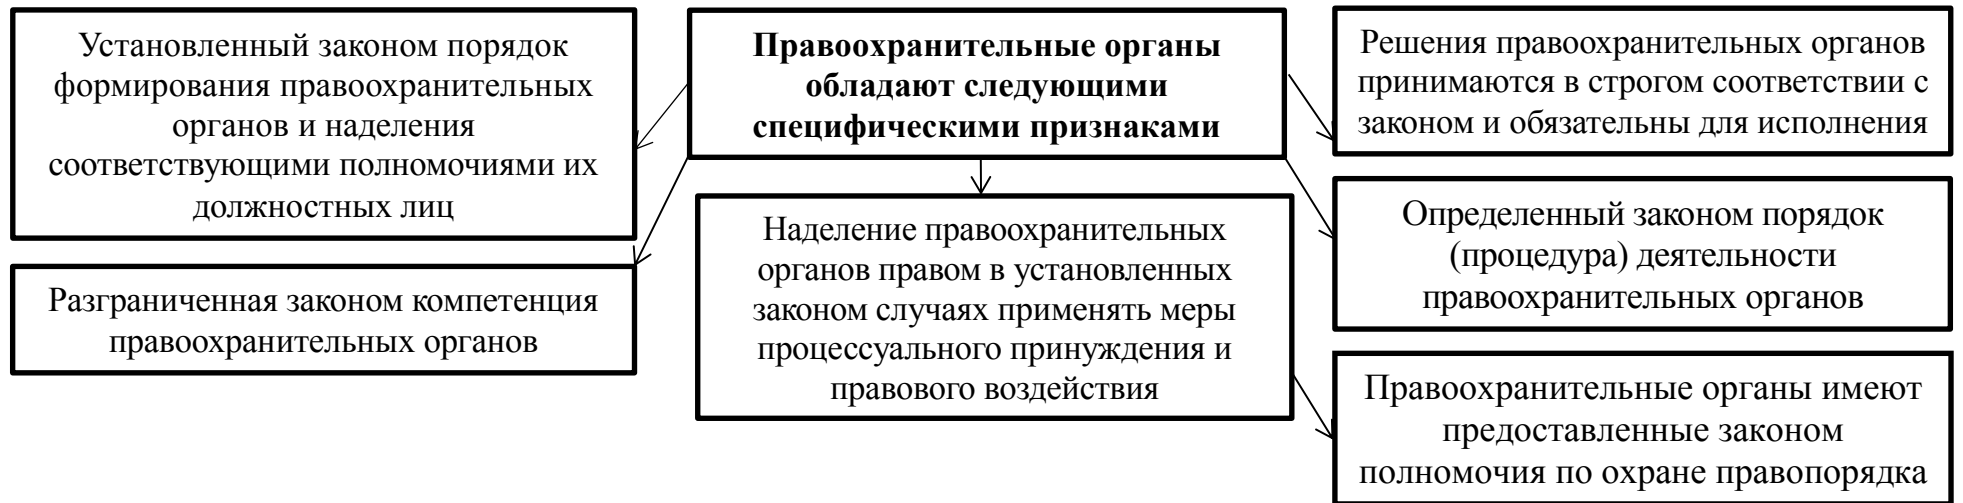 Установленный законом порядок
формирования правоохранительных
органов и наделения
соответствующими полномочиями их
должностных лиц
Разграниченная законом компетенция
правоохранительных органов
Правоохранительные органы
обладают следующими
специфическими признаками
Наделение правоохранительных
органов правом в установленных
законом случаях применять меры
процессуального принуждения и
правового воздействия
Решения правоохранительных органов
принимаются в строгом соответствии с
законом и обязательны для исполнения
Определенный законом порядок
(процедура) деятельности
правоохранительных органов
Правоохранительные органы имеют
предоставленные законом
полномочия по охране правопорядка